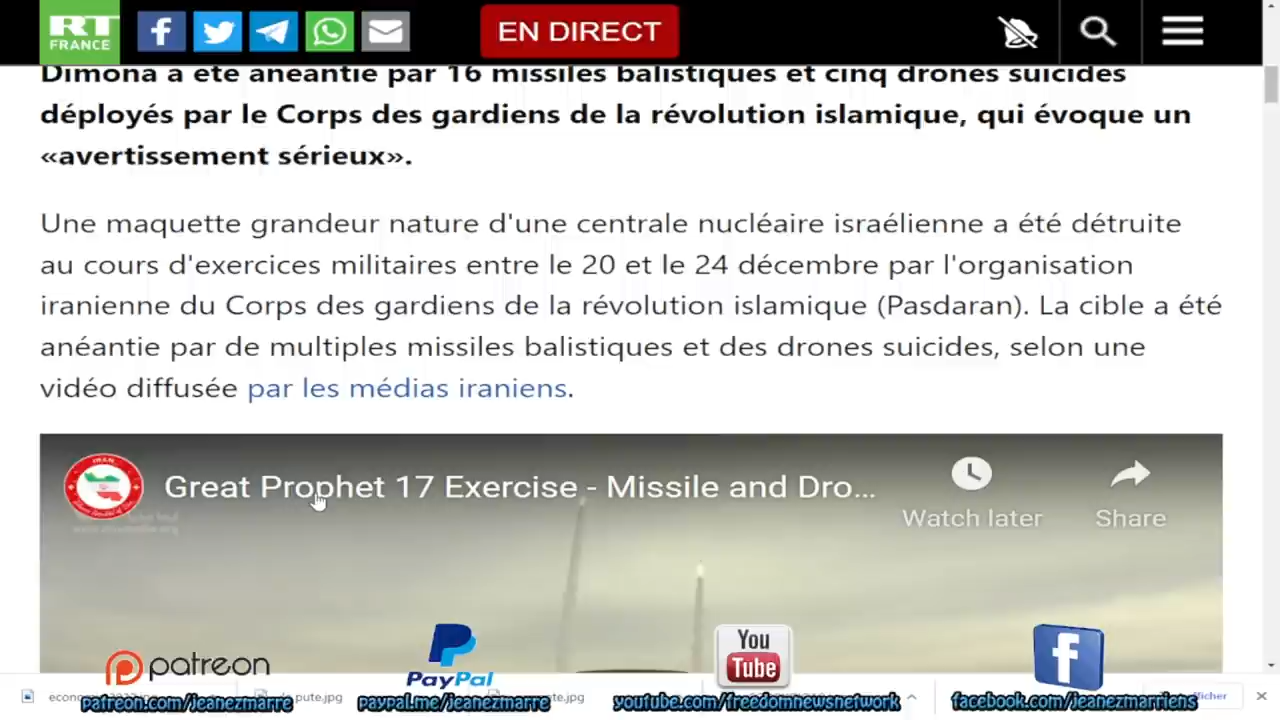 RT
FRANCE
EN DIRECT
Dimona a été anéantie par 16 missiles balistiques et cinq drones suicides
déployés par le Corps des gardiens de la révolution islamique, qui évoque un
«avertissement sérieux».
Une maquette grandeur nature d'une centrale nucléaire israélienne a été détruite
au cours d'exercices militaires entre le 20 et le 24 décembre par l'organisation
iranienne du Corps des gardiens de la révolution islamique (Pasdaran). La cible a été
anéantie par de multiples missiles balistiques et des drones suicides, selon une
vidéo diffusée par les médias iraniens.
IRAN
Great Prophet 17 Exercise - Missile and Dro...
Watch later
Share
patreon
PayPal
You
Tube
patreon.com/jeanezmarre
paypal.me/jeanezmarre
youtube.com/freedomnewsnetwork
facebook.com/jeanezmarriens